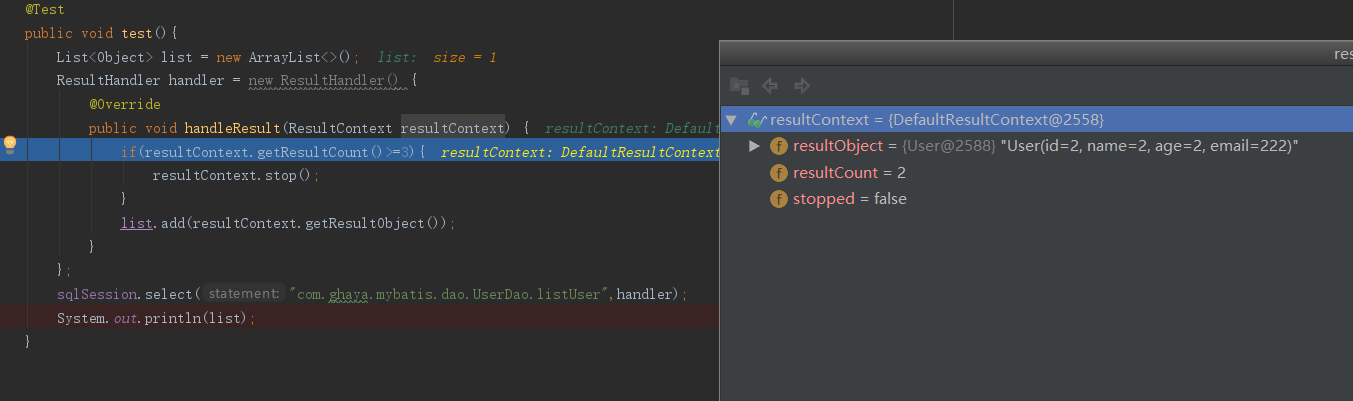 @Test
public void test(){
List<Object> list = new ArrayList<>(); list: size = 1
ResultHandler handler = new ResultHandler() {
@Override
public void handleResult(ResultContext resultContext) { resultContext: Defaul
if(resultContext.getResultCount()>=3){ resultContext: DefaultResultContext
resultContext.stop();
}
list.add(resultContext.getResultObject());
}
};
sqlSession.select( statement: "com.ghaya.mybatis.dao.UserDao.listUser",handler);
System.out.println(list);
}
res
resultContext = {DefaultResultContext@2558}
f resultObject = {User@2588} "User(id=2, name=2, age=2, email=222)"
f resultCount = 2
f stopped = false